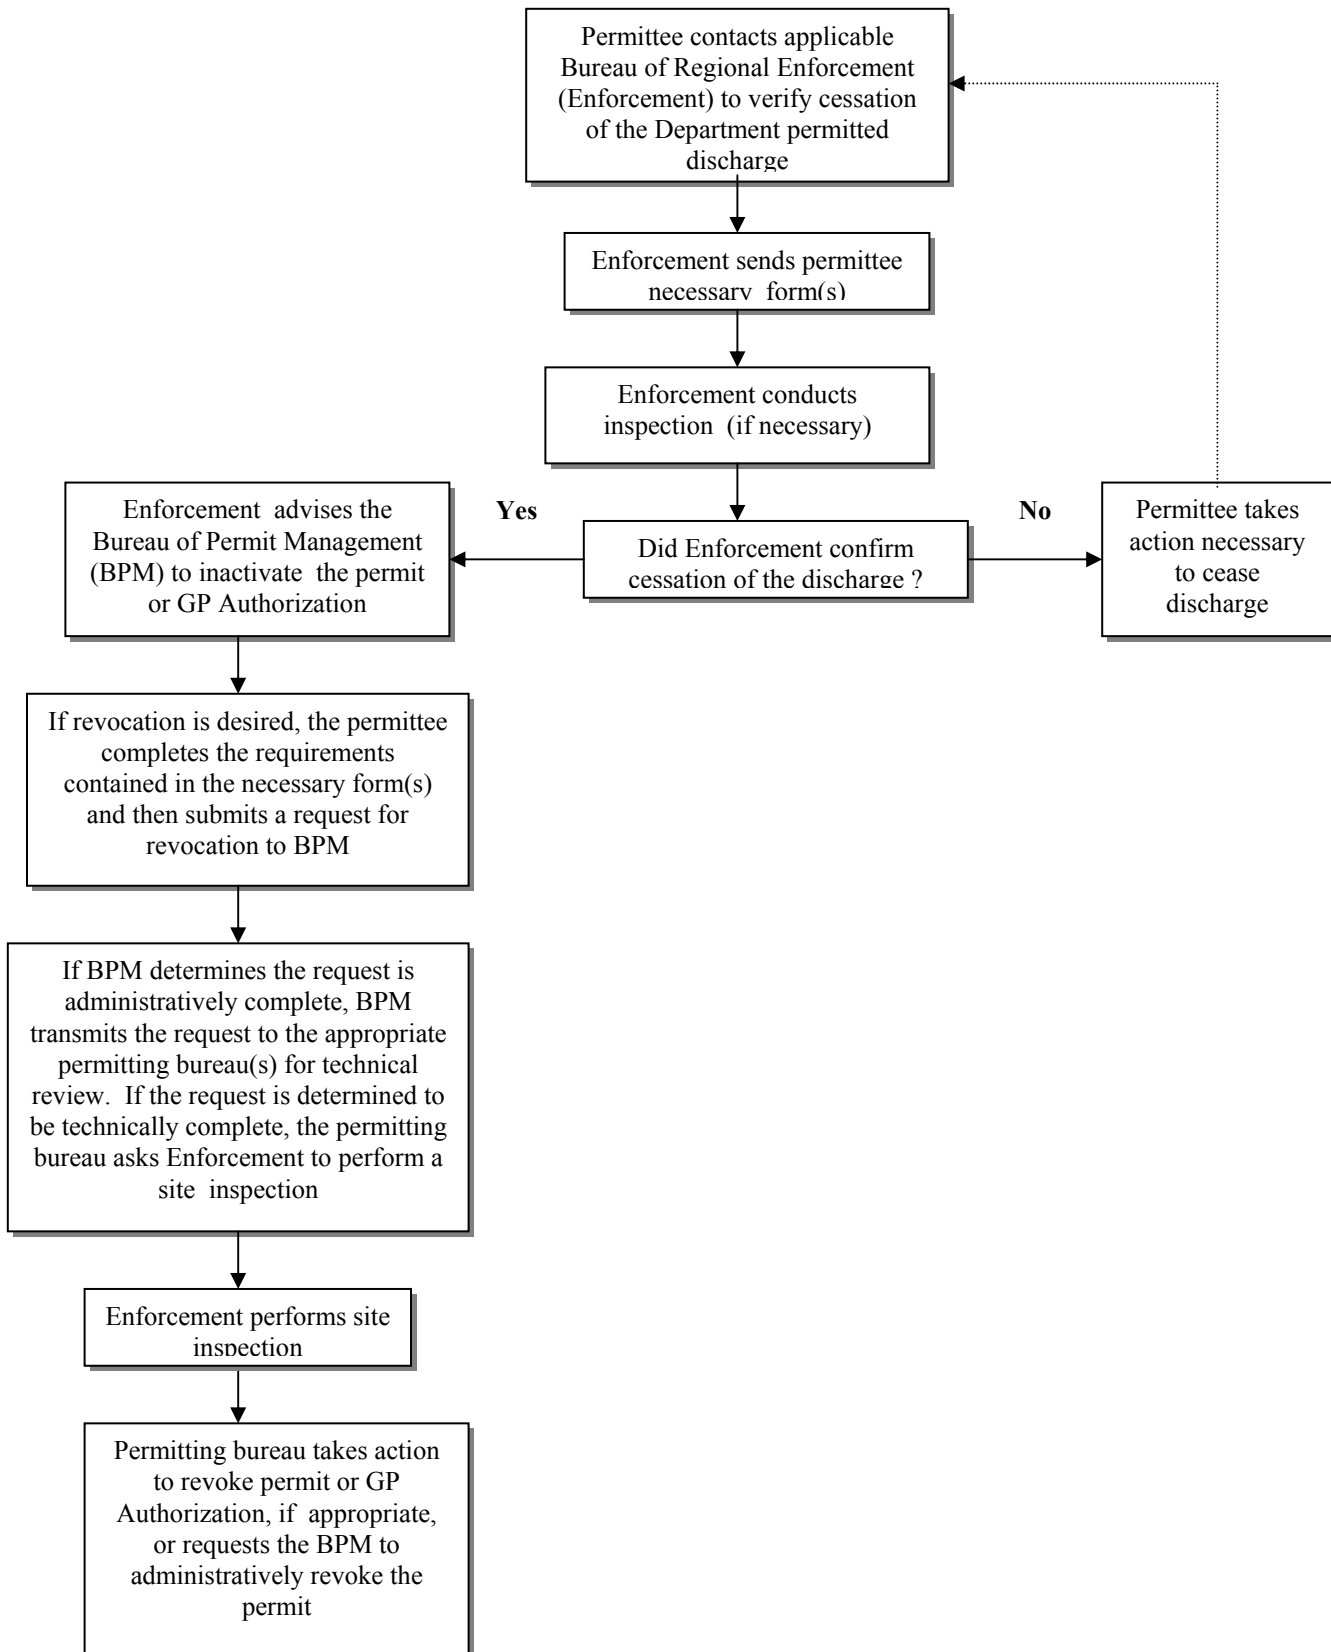 Permittee contacts applicable
Bureau of Regional Enforcement
(Enforcement) to verify cessation
of the Department permitted
discharge
Enforcement sends permittee
necessary form(s)
Enforcement conducts
inspection (if necessary)
Did Enforcement confirm
cessation of the discharge ?
Yes
No
Permittee takes
action necessary
to cease
discharge
Enforcement advises the
Bureau of Permit Management
(BPM) to inactivate the permit
or GP Authorization
If revocation is desired, the permittee
completes the requirements
contained in the necessary form(s)
and then submits a request for
revocation to BPM
If BPM determines the request is
administratively complete, BPM
transmits the request to the appropriate
permitting bureau(s) for technical
review. If the request is determined to
be technically complete, the permitting
bureau asks Enforcement to perform a
site inspection
Enforcement performs site
inspection
Permitting bureau takes action
to revoke permit or GP
Authorization, if appropriate,
or requests the BPM to
administratively revoke the
permit